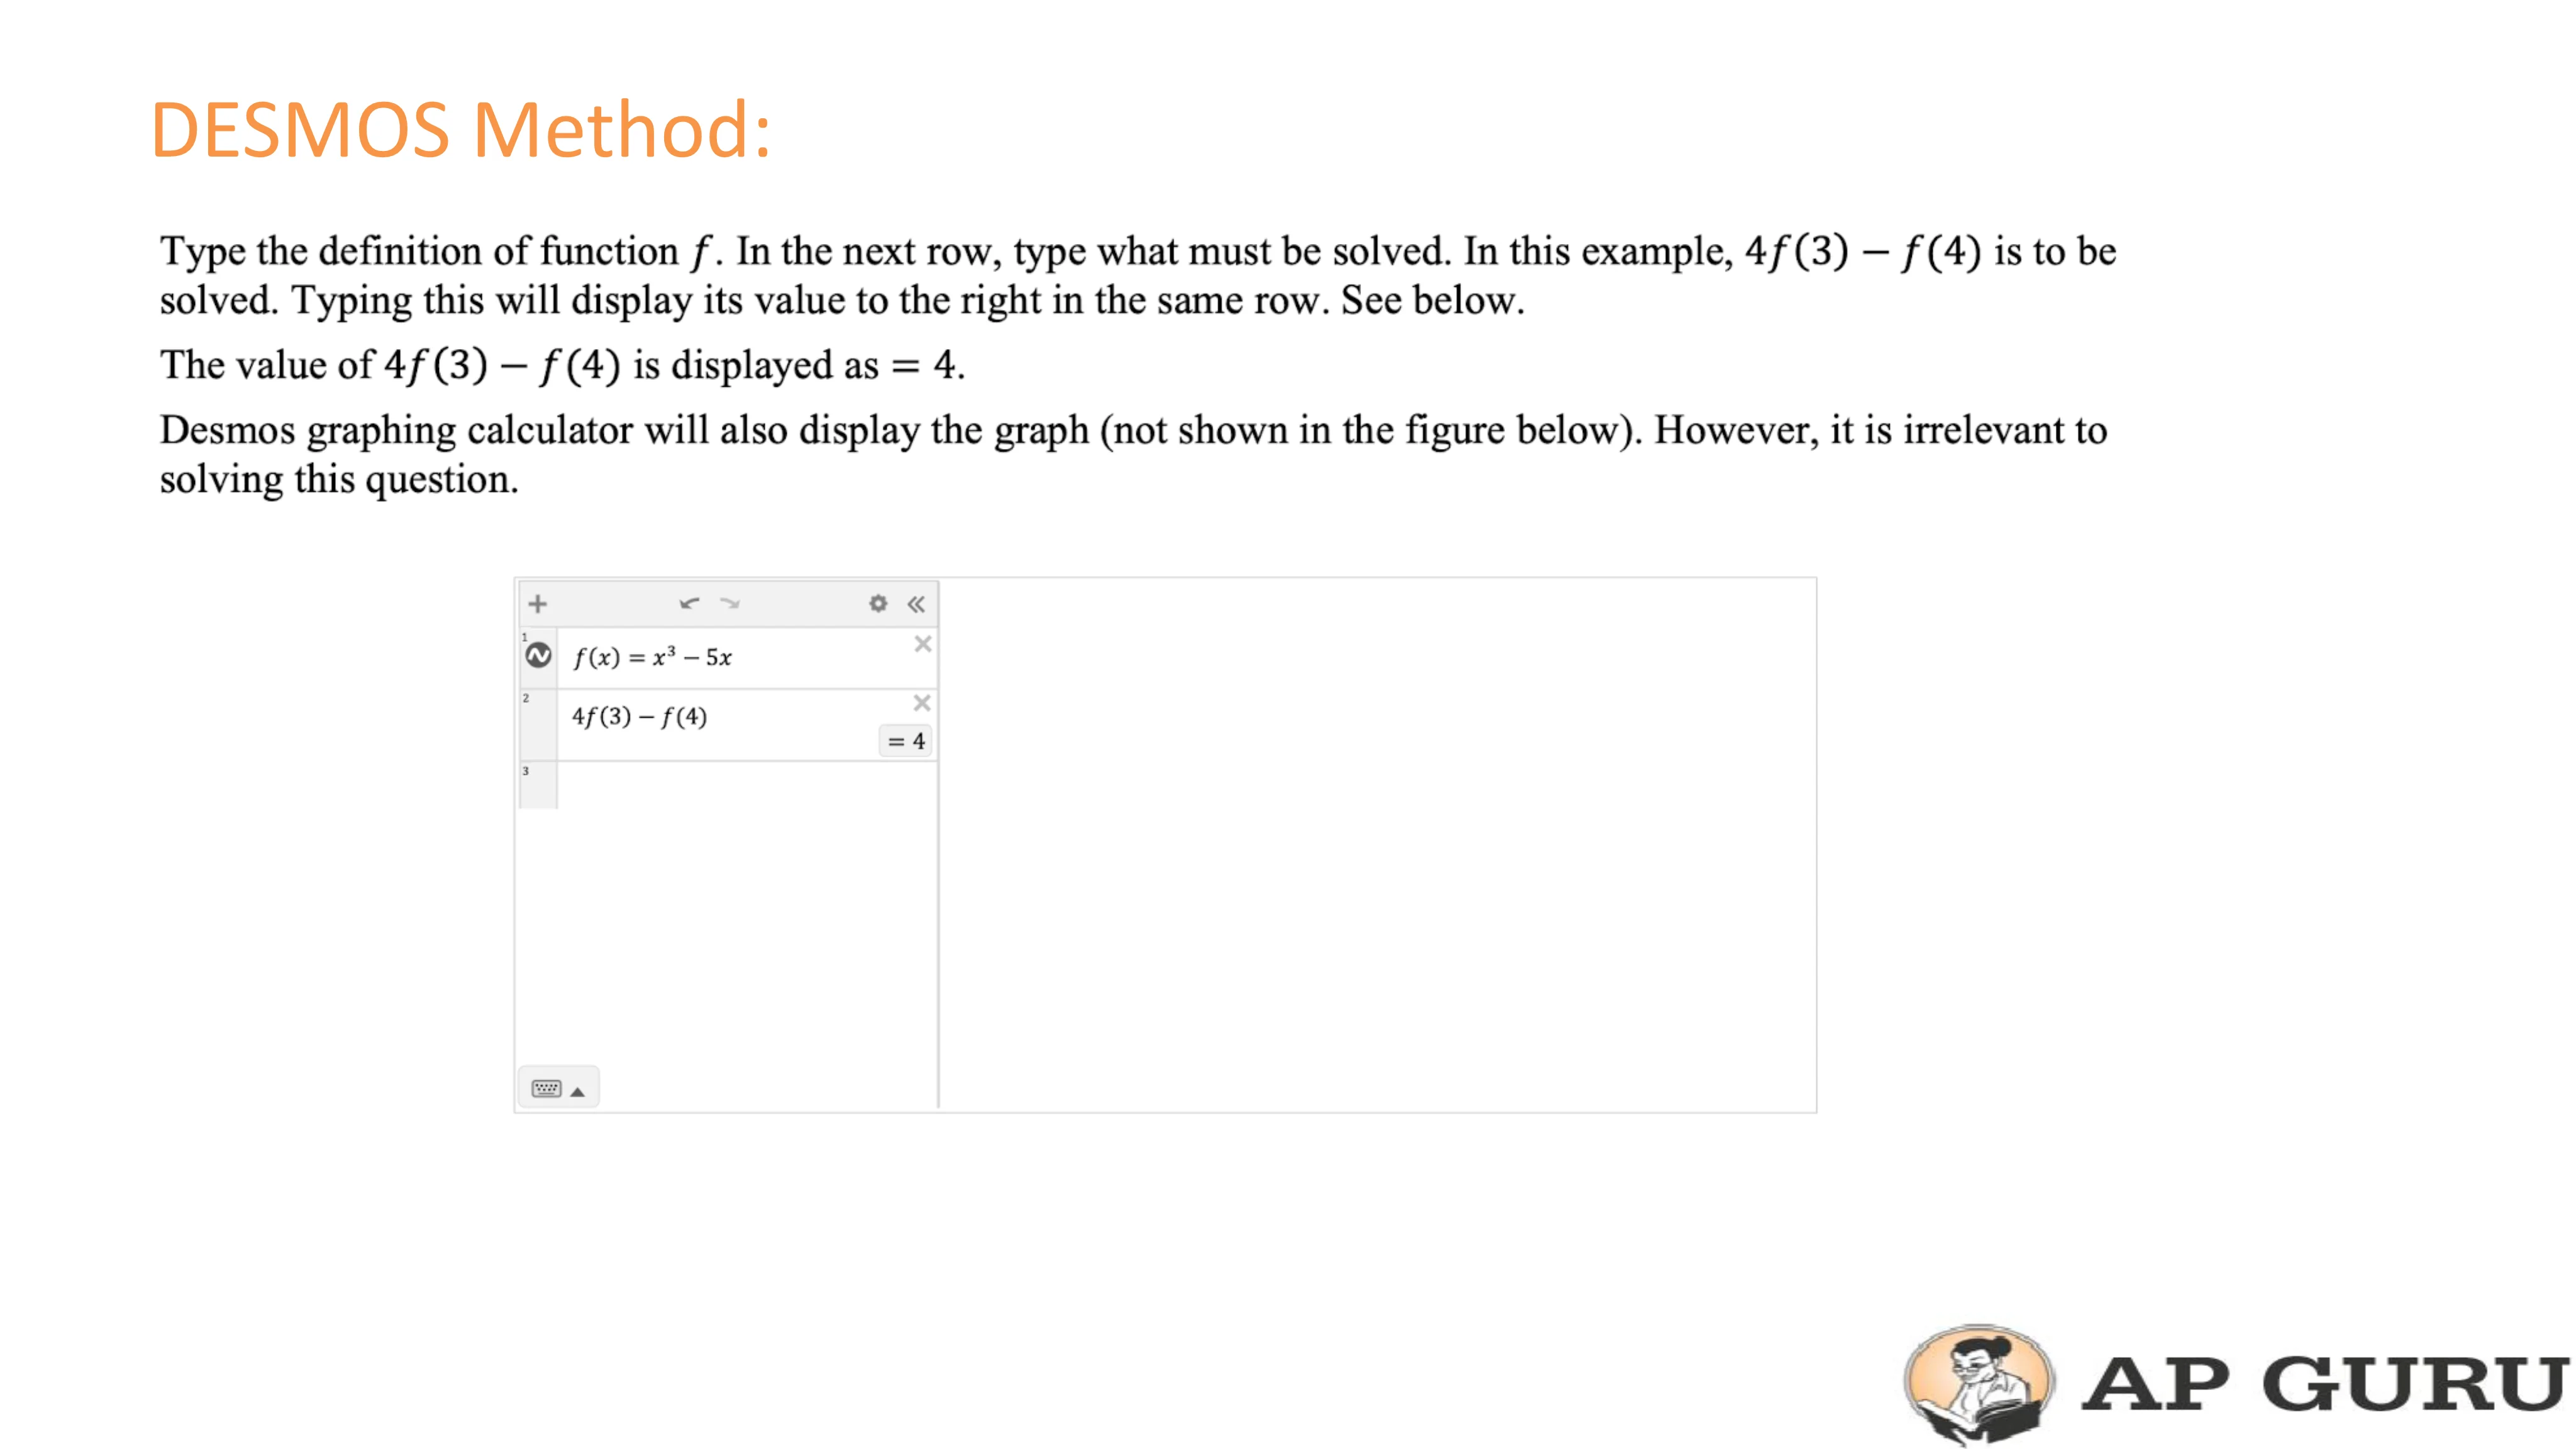 DESMOS Method:
Type the definition of function f. In the next row, type what must be solved. In this example, 4f(3) – f(4) is to be
solved. Typing this will display its value to the right in the same row. See below.
The value of 4f(3) – f(4) is displayed as = 4.
Desmos graphing calculator will also display the graph (not shown in the figure below). However, it is irrelevant to
solving this question.
1
f(x) = x³ – 5x
2
4f(3) – f(4)
= 4
3
AP GURU